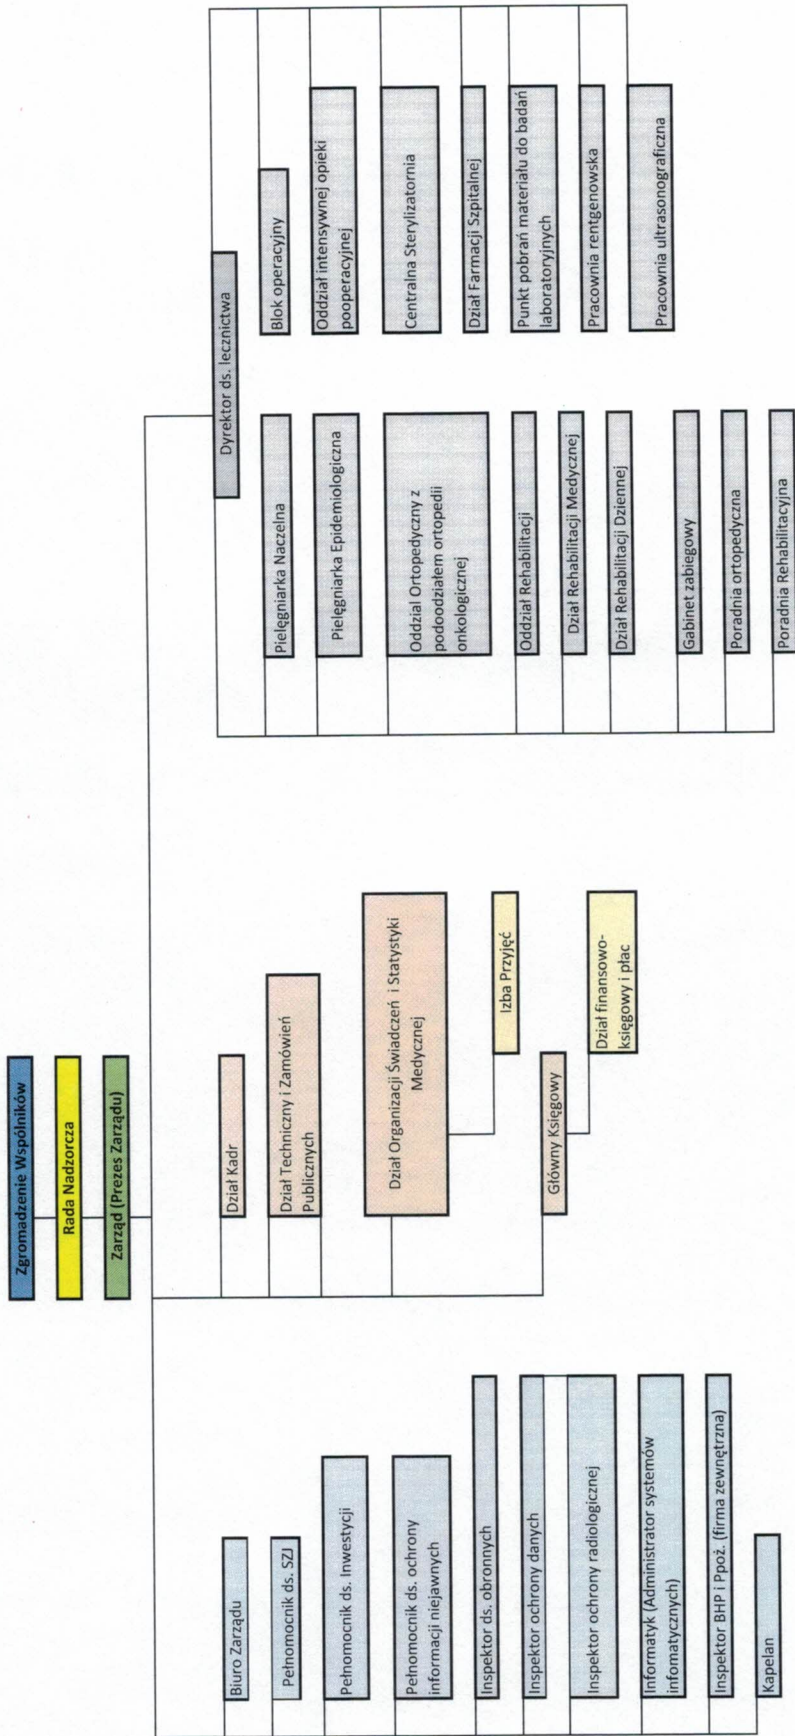 Zgromadzenie Wspólników
Rada Nadzorcza
Zarząd (Prezes Zarządu)
Biuro Zarządu
Pełnomocnik ds. SZJ
Pełnomocnik ds. Inwestycji
Pełnomocnik ds. ochrony
informacji niejawnych
Inspektor ds. obronnych
Inspektor ochrony danych
Inspektor ochrony radiologicznej
Informatyk (Administrator systemów
infomatycznych)
Inspektor BHP i Ppoż. (firma zewnętrzna)
Kapelan
Dział Kadr
Dział Techniczny i Zamówień
Publicznych
Dział Organizacji Świadczeń i Statystyki
Medycznej
Izba Przyjęć
Główny Księgowy
Dział finansowo-
księgowy i płac
Dyrektor ds. lecznictwa
Pielęgniarka Naczelna
Pielęgniarka Epidemiologiczna
Oddzial Ortopedyczny z
podoodziałem ortopedii
onkologicznej
Oddział Rehabilitacji
Dział Rehabilitacji Medycznej
Dział Rehabilitacji Dziennej
Gabinet zabiegowy
Poradnia ortopedyczna
Poradnia Rehabilitacyjna
Blok operacyjny
Oddział intensywnej opieki
pooperacyjnej
Centralna Sterylizatornia
Dział Farmacji Szpitalnej
Punkt pobrań materiału do badań
laboratoryjnych
Pracownia rentgenowska
Pracownia ultrasonograficzna